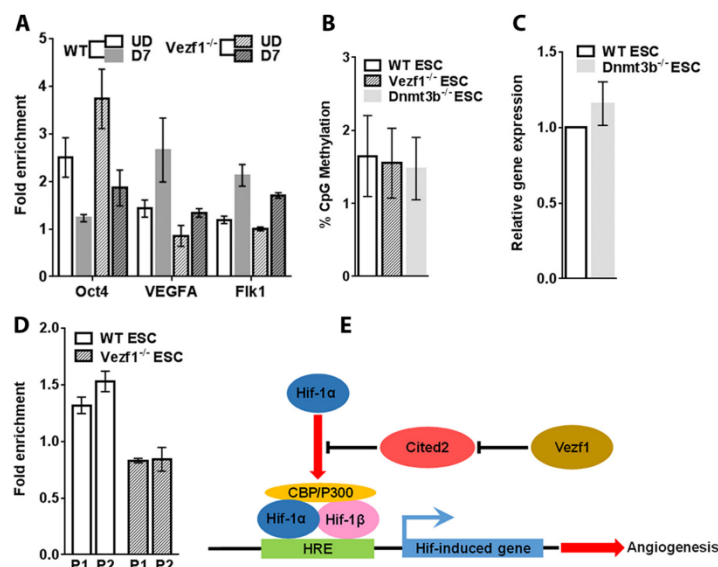 A
WT UD D7
Vezf1-/- UD D7
Fold enrichment
5
4
3
2
1
0
Oct4 VEGFA Flk1
B
WT ESC
Vezf1-/- ESC
Dnmt3b-/- ESC
% CpG Methylation
3
2
1
0
C
WT ESC
Dnmt3b-/- ESC
Relative gene expression
1.5
1.0
0.5
0.0
D
WT ESC
Vezf1-/- ESC
Fold enrichment
2.0
1.5
1.0
0.5
0.0
P1 P2 P1 P2
E
Hif-1α
Cited2 Vezf1
CBP/P300
Hif-1α Hif-1β
HRE Hif-induced gene Angiogenesis